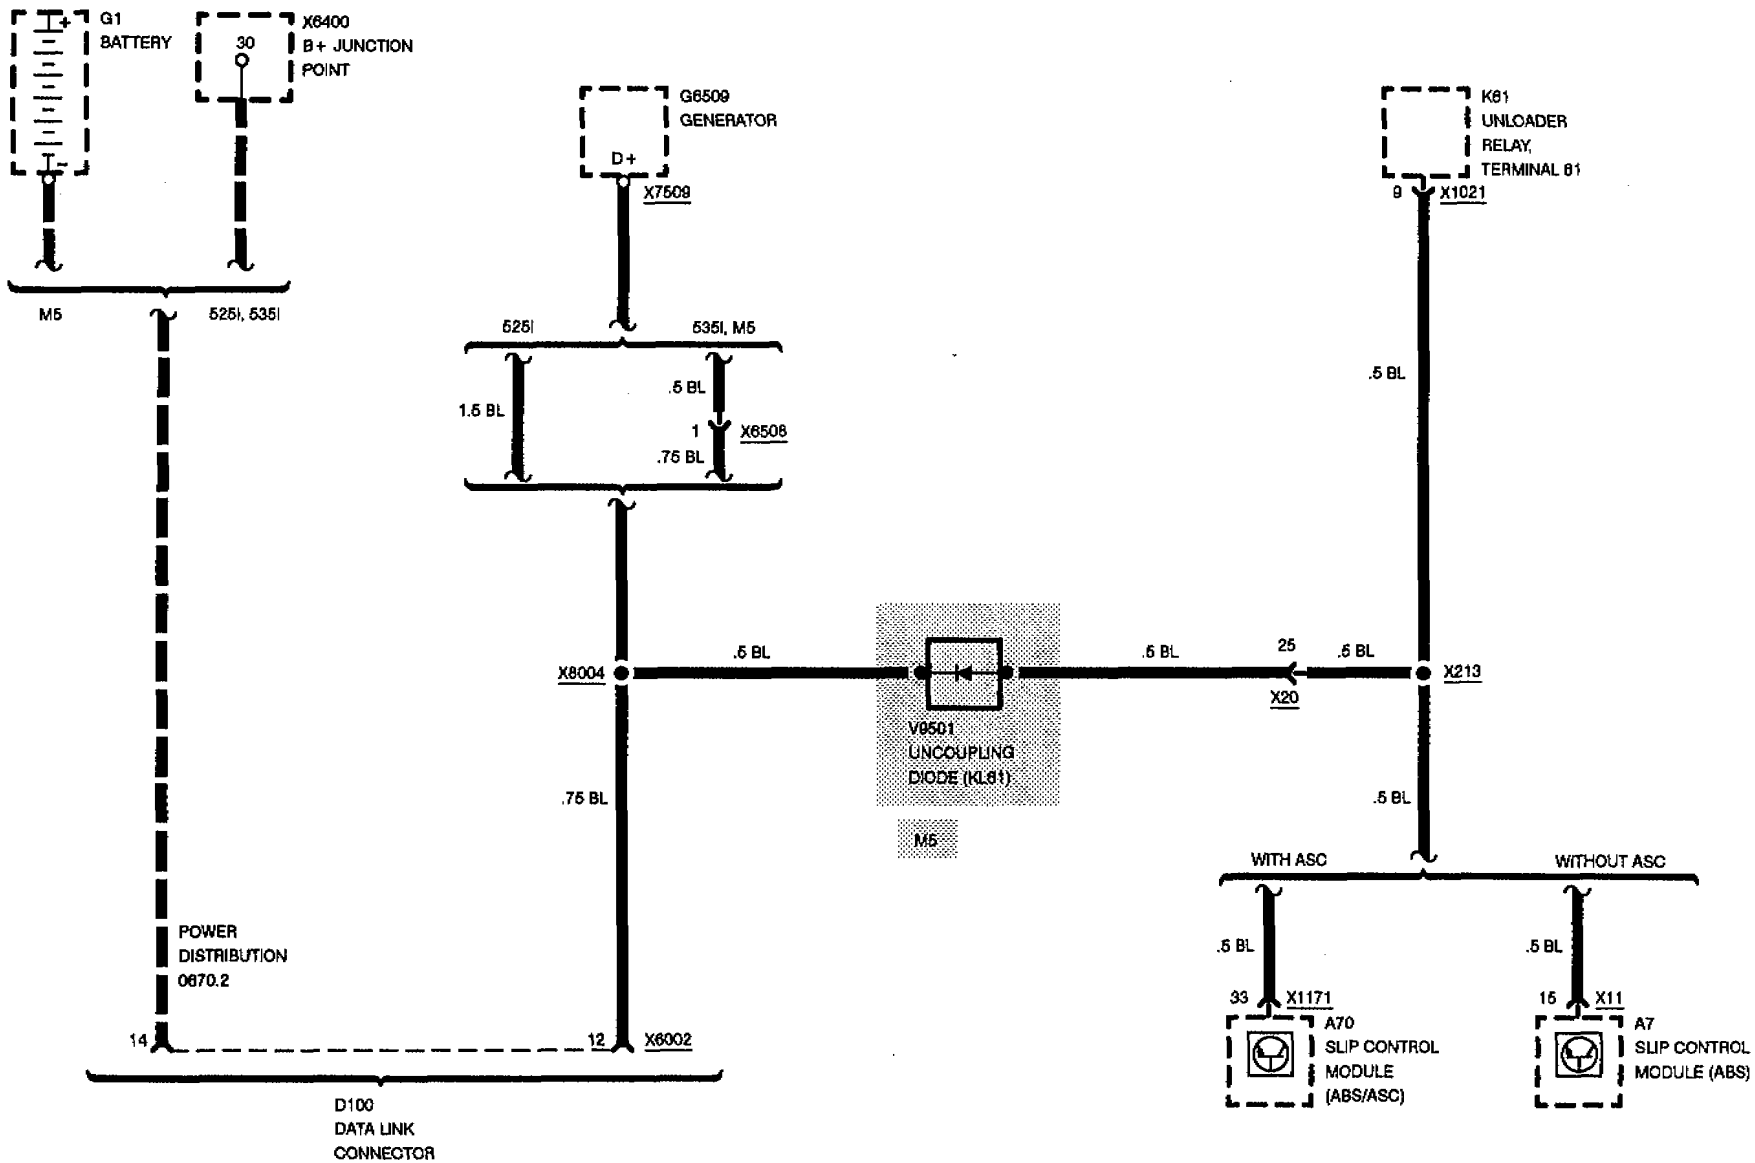 G1
BATTERY
+
-
X6400
B+ JUNCTION
POINT
30
G6509
GENERATOR
D+
X7509
K61
UNLOADER
RELAY,
TERMINAL 61
9
X1021
M5
525I, 535I
525I
535I, M5
.5 BL
1.5 BL
1
X6508
.75 BL
.5 BL
X8004
.5 BL
.5 BL
25
X20
.5 BL
X213
V9501
UNCOUPLING
DIODE (KL61)
M5
.75 BL
.5 BL
WITH ASC
WITHOUT ASC
.5 BL
.5 BL
POWER
DISTRIBUTION
0670.2
14
12
X6002
33
X1171
15
X11
A70
SLIP CONTROL
MODULE
(ABS/ASC)
A7
SLIP CONTROL
MODULE (ABS)
D100
DATA LINK
CONNECTOR